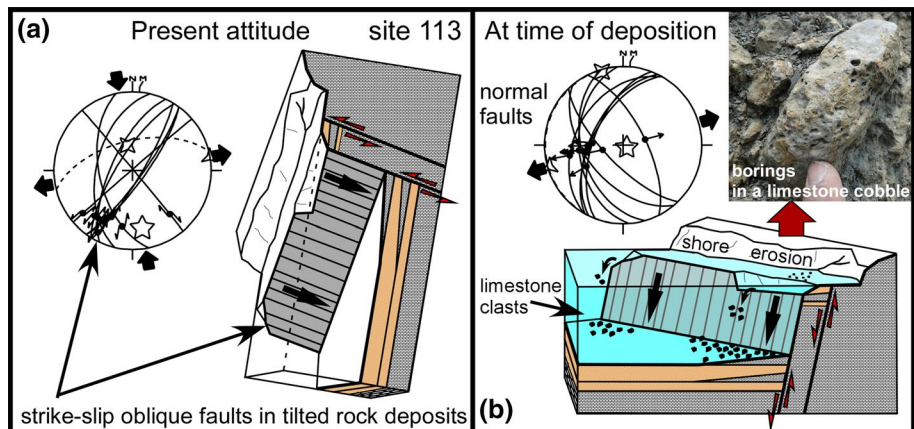 (a) Present attitude site 113
N M
strike-slip oblique faults in tilted rock deposits
At time of deposition
N M
normal
faults
borings
in a limestone cobble
shore erosion
limestone
clasts
(b)